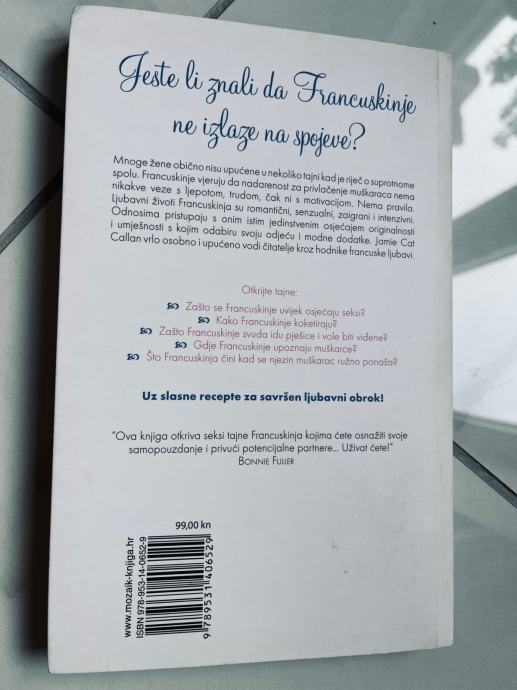 Jeste li znali da Francuskinje
ne izlaze na spojeve?
Mnoge žene obično nisu upućene u nekoliko tajni kad je riječ o suprotnome
spolu. Francuskinje vjeruju da nadarenost za privlačenje muškaraca nema
nikakve veze s ljepotom, trudom, čak ni s motivacijom. Nema pravila.
Ljubavni životi Francuskinja su romantični, senzualni, zaigrani i intenzivni.
Odnosima pristupaju s onim istim jedinstvenim osjećajem originalnosti
i umješnosti s kojim odabiru svoju odjeću i modne dodatke. Jamie Cat
Callan vrlo osobno i upućeno vodi čitatelje kroz hodnike francuske ljubavi.
Otkrijte tajne:
Zašto se Francuskinje uvijek osjećaju seksi?
Kako Francuskinje koketiraju?
Zašto Francuskinje svuda idu pješice i vole biti viđene?
Gdje Francuskinje upoznaju muškarce?
Što Francuskinja čini kad se njezin muškarac ružno ponaša?
Uz slasne recepte za savršen ljubavni obrok!
"Ova knjiga otkriva seksi tajne Francuskinja kojima ćete osnažiti svoje
samopouzdanje i privući potencijalne partnere... Uživat ćete!"
BONNIE FULLER
99,00 kn
www.mozaik-knjiga.hr
ISBN 978-953-14-0652-9
9 789531 406529